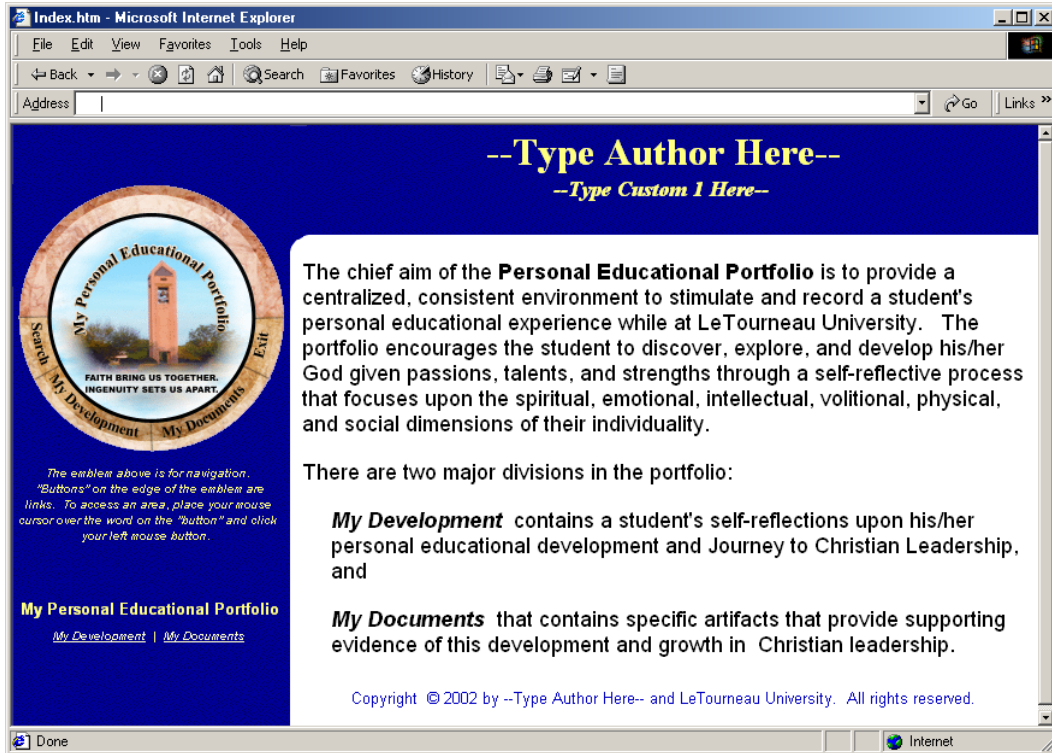 Index.htm - Microsoft Internet Explorer
File Edit View Favorites Tools Help
Back Search Favorites History
Address Go Links »
--Type Author Here--
--Type Custom 1 Here--
My Personal Educational Portfolio
Search
Exit
FAITH BRING US TOGETHER.
INGENUITY SETS US APART.
My Development
My Documents
The emblem above is for navigation.
"Buttons" on the edge of the emblem are
links. To access an area, place your mouse
cursor over the word on the "button" and click
your left mouse button.
My Personal Educational Portfolio
My Development | My Documents
The chief aim of the Personal Educational Portfolio is to provide a
centralized, consistent environment to stimulate and record a student's
personal educational experience while at LeTourneau University. The
portfolio encourages the student to discover, explore, and develop his/her
God given passions, talents, and strengths through a self-reflective process
that focuses upon the spiritual, emotional, intellectual, volitional, physical,
and social dimensions of their individuality.
There are two major divisions in the portfolio:
My Development contains a student's self-reflections upon his/her
personal educational development and Journey to Christian Leadership,
and
My Documents that contains specific artifacts that provide supporting
evidence of this development and growth in Christian leadership.
Copyright © 2002 by --Type Author Here-- and LeTourneau University. All rights reserved.
Done Internet